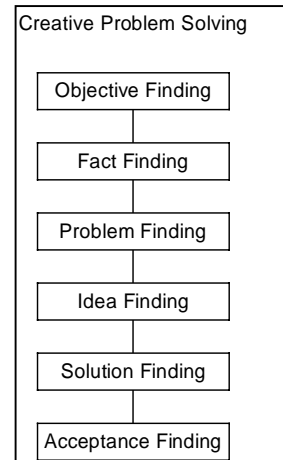 Creative Problem Solving
Objective Finding
Fact Finding
Problem Finding
Idea Finding
Solution Finding
Acceptance Finding